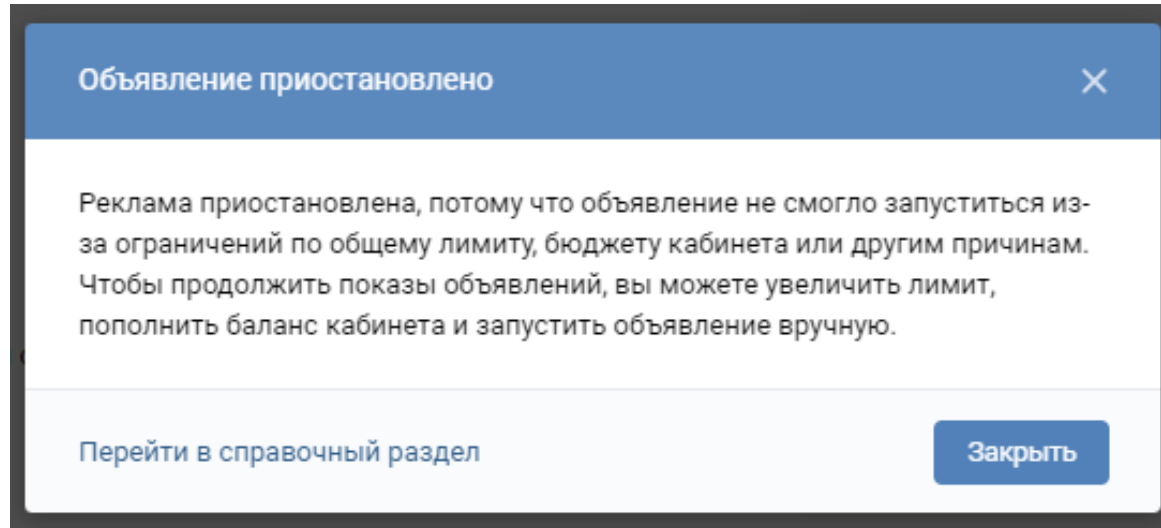 Объявление приостановлено
Реклама приостановлена, потому что объявление не смогло запуститься из-
за ограничений по общему лимиту, бюджету кабинета или другим причинам.
Чтобы продолжить показы объявлений, вы можете увеличить лимит,
пополнить баланс кабинета и запустить объявление вручную.
Перейти в справочный раздел
Закрыть